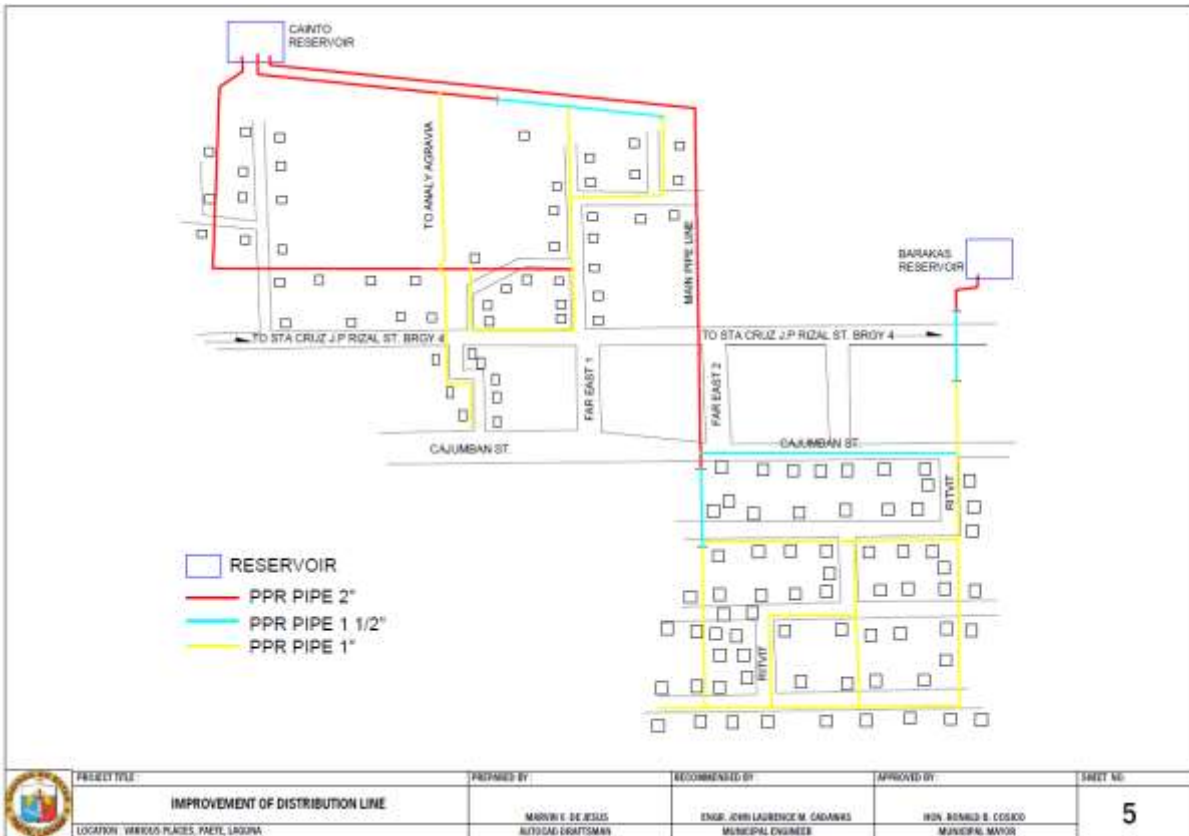 CAINTO
RESERVOIR
TO ANALY AGRAVIA
MAIN PIPE LINE
BARAKAS
RESERVOIR
TO STA CRUZ J.P RIZAL ST. BRGY 4
TO STA CRUZ J.P RIZAL ST. BRGY 4
FAR EAST 1
FAR EAST 2
CAJUMBAN ST.
CAJUMBAN ST.
RITVIT
RITVIT
RESERVOIR
PPR PIPE 2"
PPR PIPE 1 1/2"
PPR PIPE 1"
PROJECT TITLE :
IMPROVEMENT OF DISTRIBUTION LINE
LOCATION : VARIOUS PLACES, PAETE, LAGUNA
PREPARED BY :
MARVIN E. DE JESUS
AUTOCAD DRAFTSMAN
RECOMMENDED BY :
ENGR. JOHN LAURENCE M. CADAWAS
MUNICIPAL ENGINEER
APPROVED BY :
HON. RONALD B. COSICO
MUNICIPAL MAYOR
SHEET NO.
5